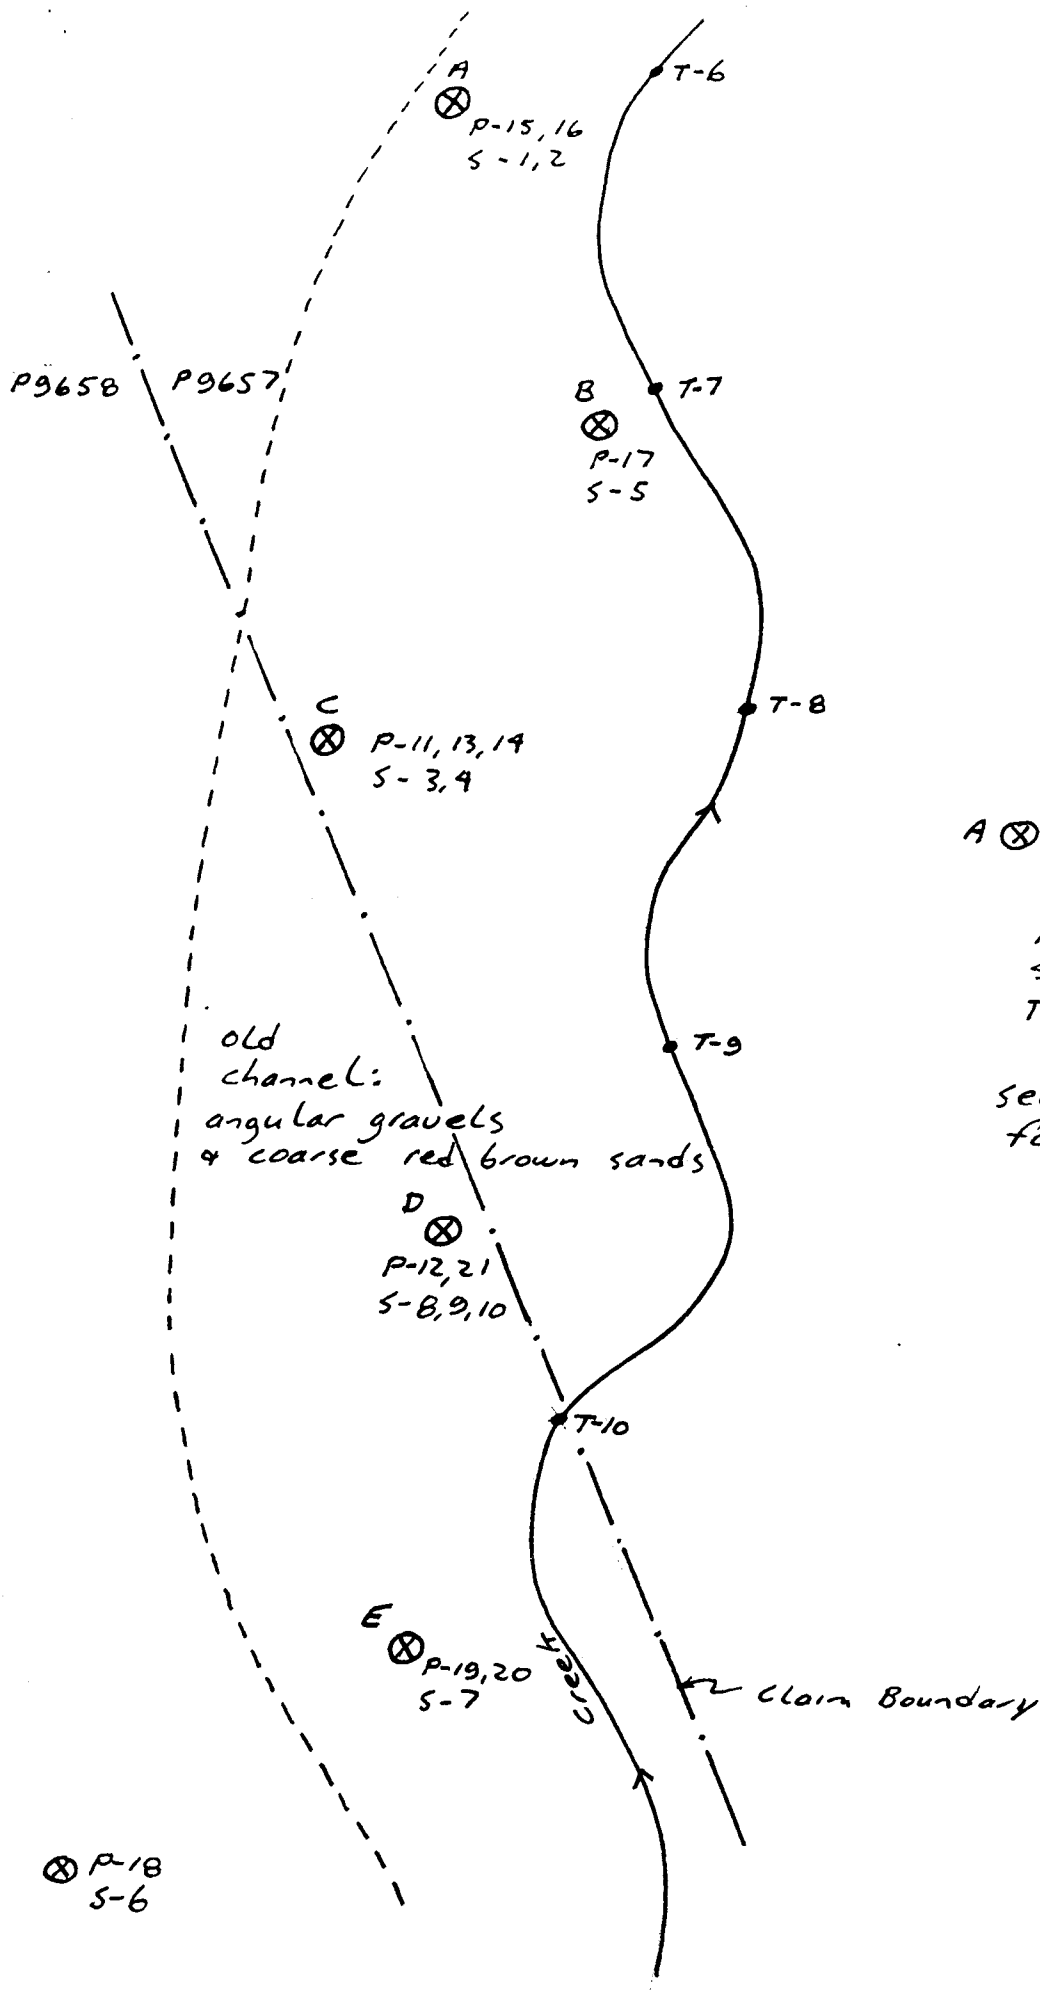 T-6
A
P-15, 16
S-1, 2
P9658
P9657
T-7
B
P-17
S-5
C
P-11, 13, 14
S-3, 4
T-8
A
T-9
old
channel:
angular gravels
& coarse red brown sands
D
P-12, 21
S-8, 9, 10
T-10
E
P-19, 20
S-7
Creek
Claim Boundary
P-18
S-6